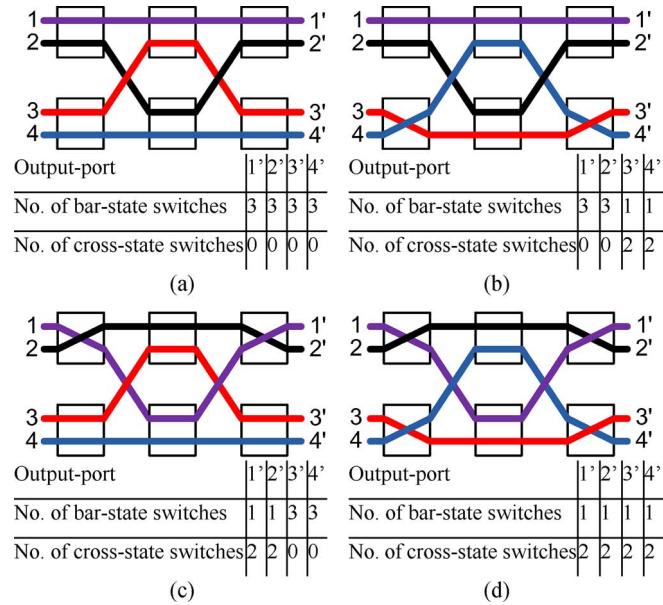 1 1'
2 2'
3 3'
4 4'
Output-port 1’ 2’ 3’ 4’
No. of bar-state switches 3 3 3 3
No. of cross-state switches 0 0 0 0
(a)
1 1'
2 2'
3 3'
4 4'
Output-port 1’ 2’ 3’ 4’
No. of bar-state switches 3 3 1 1
No. of cross-state switches 0 0 2 2
(b)
1 1'
2 2'
3 3'
4 4'
Output-port 1’ 2’ 3’ 4’
No. of bar-state switches 1 1 3 3
No. of cross-state switches 2 2 0 0
(c)
1 1'
2 2'
3 3'
4 4'
Output-port 1’ 2’ 3’ 4’
No. of bar-state switches 1 1 1 1
No. of cross-state switches 2 2 2 2
(d)